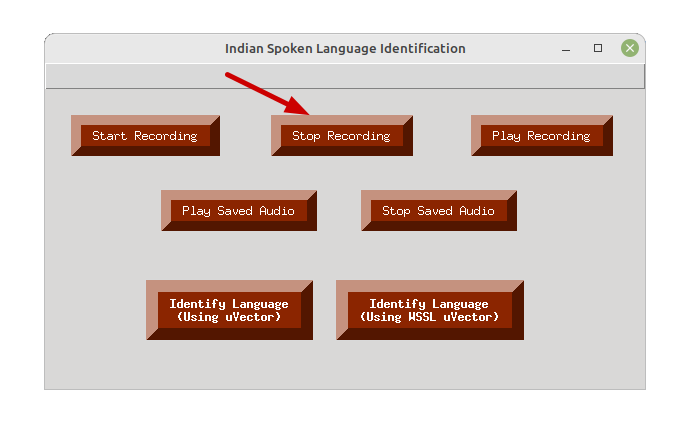 Indian Spoken Language Identification
Start Recording
Stop Recording
Play Recording
Play Saved Audio
Stop Saved Audio
Identify Language
(Using uVector)
Identify Language
(Using WSSL uVector)